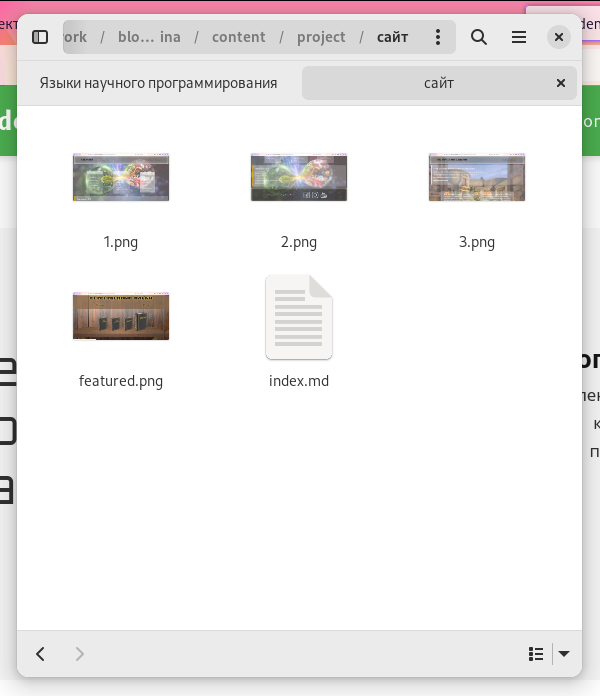 ork / blo… ina / content / project / сайт
Языки научного программирования
сайт
1.png
2.png
3.png
featured.png
index.md